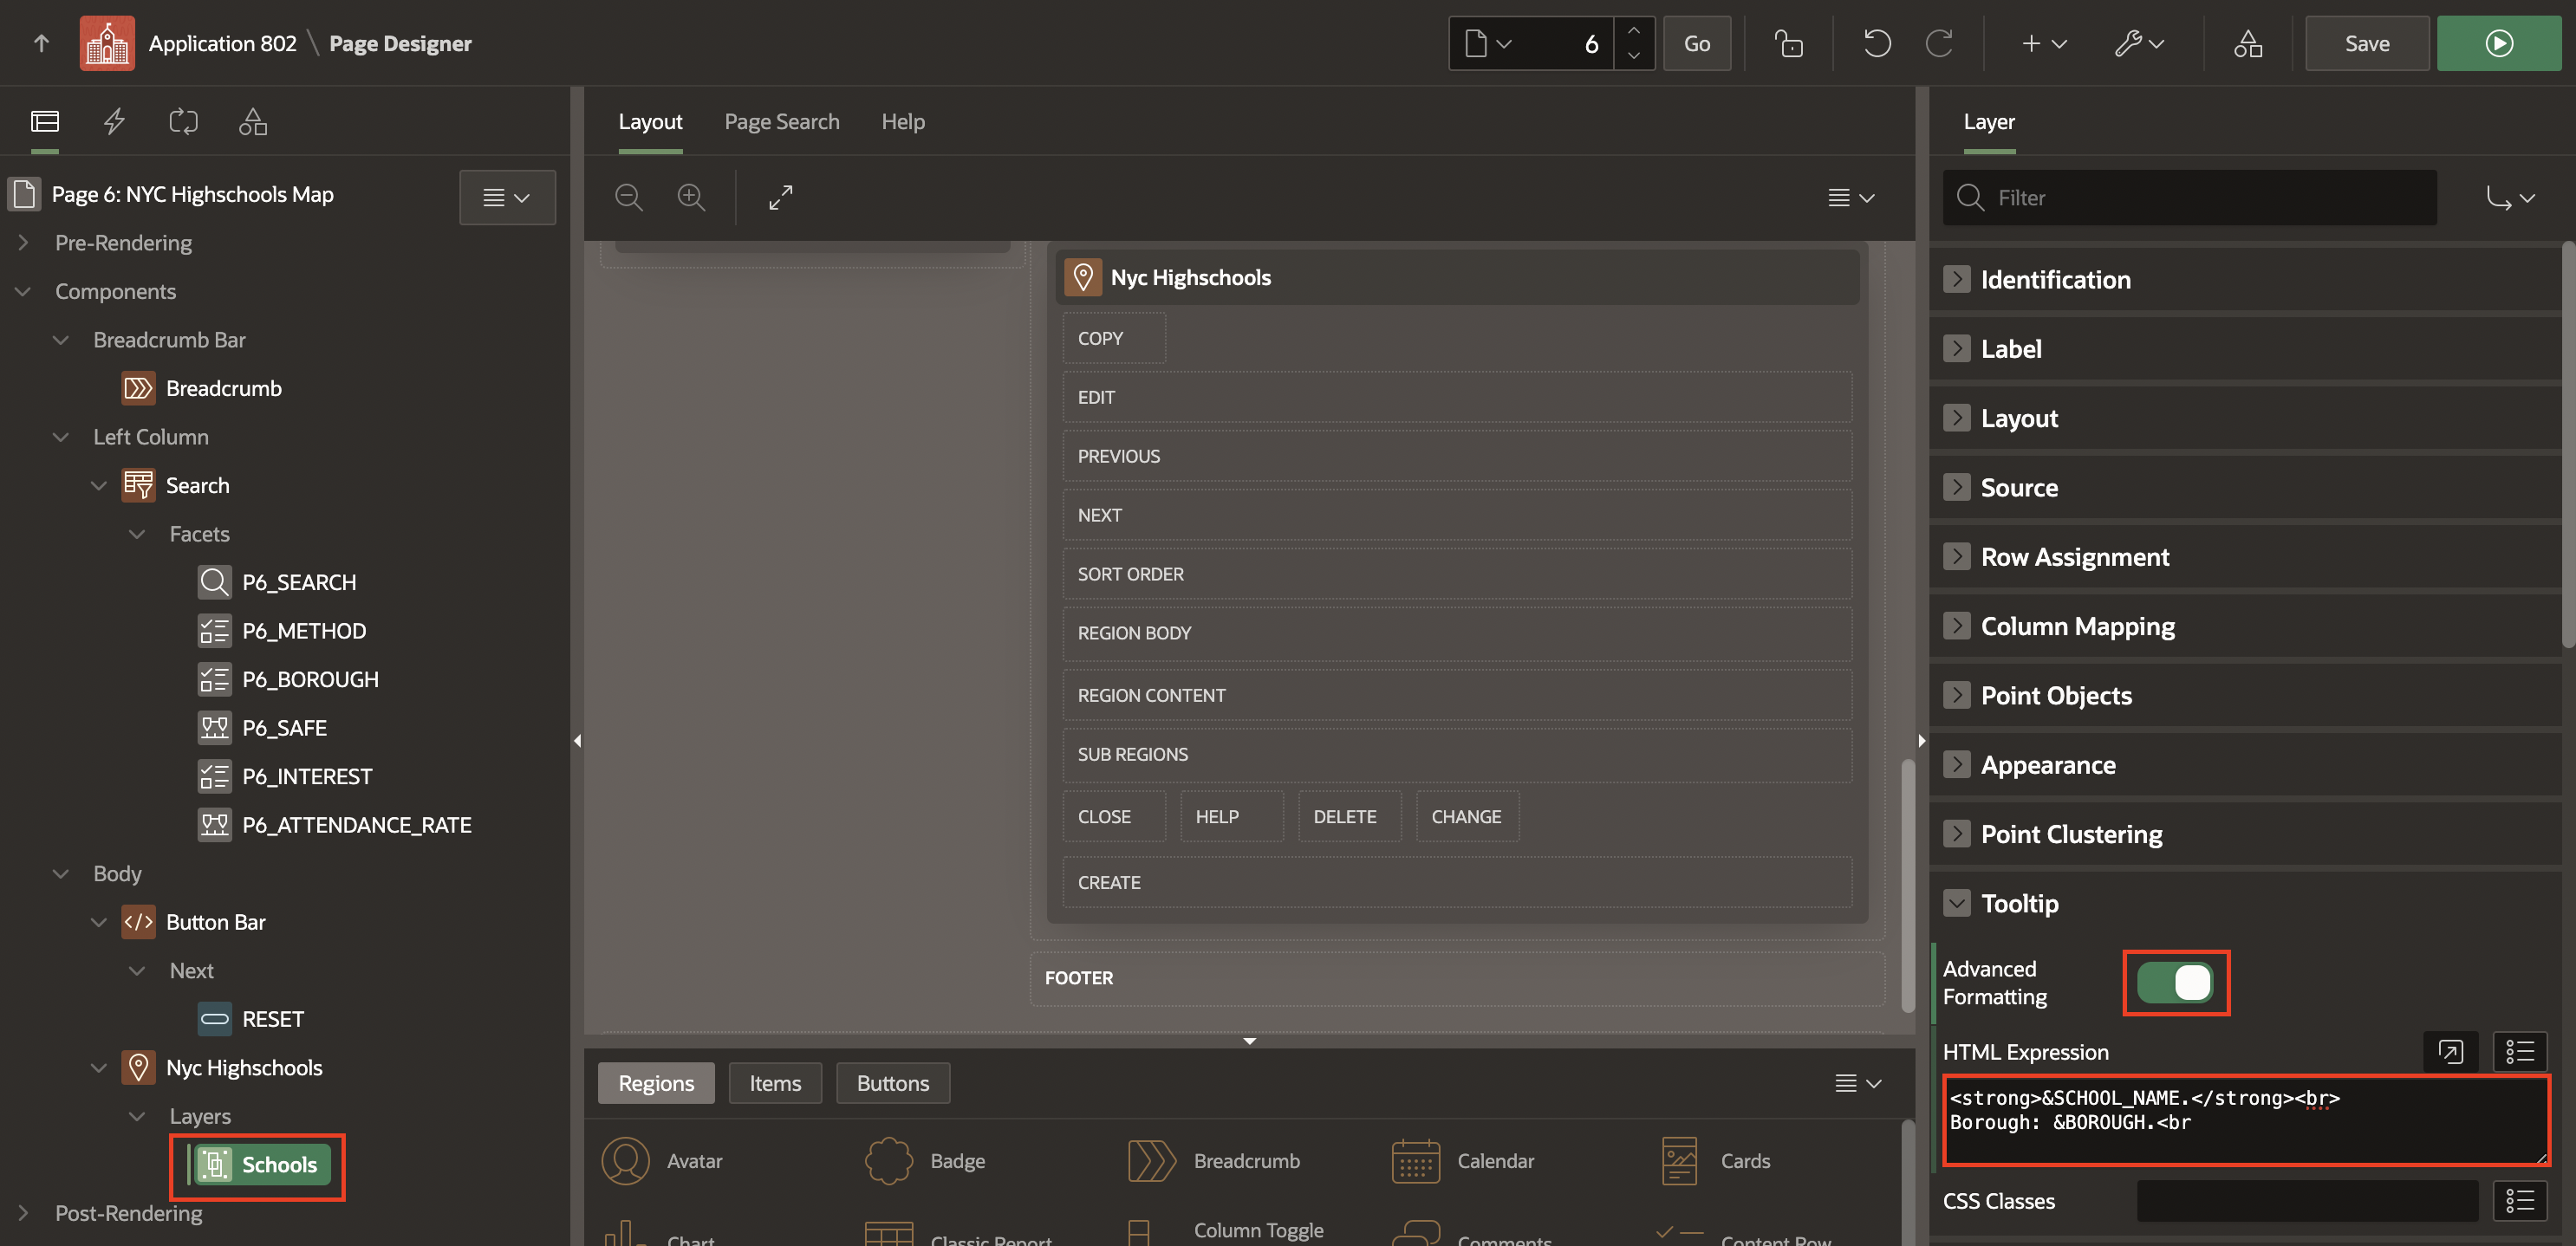 Application 802 \ Page Designer
6
Go
Save
Page 6: NYC Highschools Map
Pre-Rendering
Components
Breadcrumb Bar
Breadcrumb
Left Column
Search
Facets
P6_SEARCH
P6_METHOD
P6_BOROUGH
P6_SAFE
P6_INTEREST
P6_ATTENDANCE_RATE
Body
Button Bar
Next
RESET
Nyc Highschools
Layers
Schools
Post-Rendering
Layout Page Search Help
Nyc Highschools
COPY
EDIT
PREVIOUS
NEXT
SORT ORDER
REGION BODY
REGION CONTENT
SUB REGIONS
CLOSE HELP DELETE CHANGE
CREATE
FOOTER
Regions Items Buttons
Avatar Badge Breadcrumb Calendar Cards
Chart Classic Report Column Toggle Comments Content Row
Layer
Filter
Identification
Label
Layout
Source
Row Assignment
Column Mapping
Point Objects
Appearance
Point Clustering
Tooltip
Advanced
Formatting
HTML Expression
<strong>&SCHOOL_NAME.</strong><br>
Borough: &BOROUGH.<br
CSS Classes